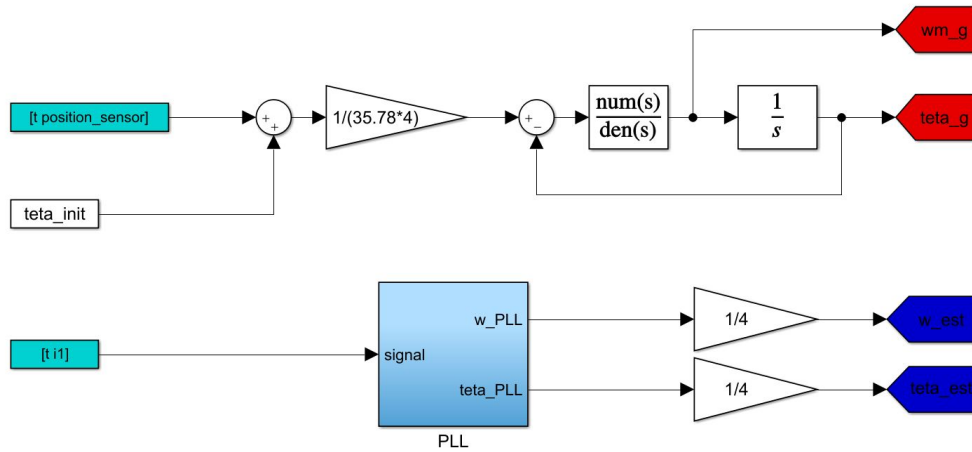 wm_g
[t position_sensor]
+
+
1/(35.78*4)
+
−
num(s)
den(s)
1
s
teta_g
teta_init
[t i1]
signal
w_PLL
teta_PLL
PLL
1/4
w_est
1/4
teta_est